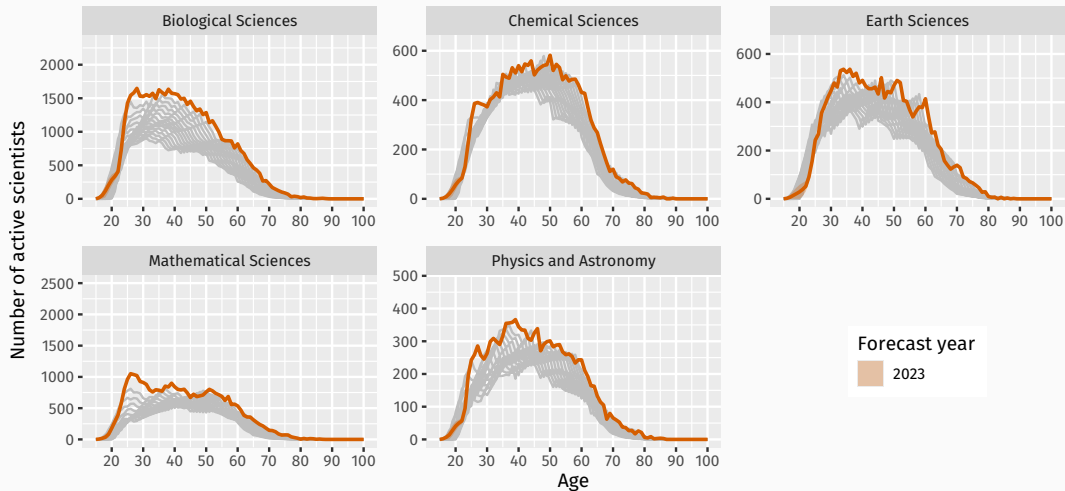 Biological Sciences
Chemical Sciences
Earth Sciences
2000
1500
1000
500
0
600
400
200
0
600
400
200
0
20 30 40 50 60 70 80 90 100
20 30 40 50 60 70 80 90 100
20 30 40 50 60 70 80 90 100
Number of active scientists
Mathematical Sciences
Physics and Astronomy
2500
2000
1500
1000
500
0
500
400
300
200
100
0
20 30 40 50 60 70 80 90 100
20 30 40 50 60 70 80 90 100
Age
Forecast year
2023